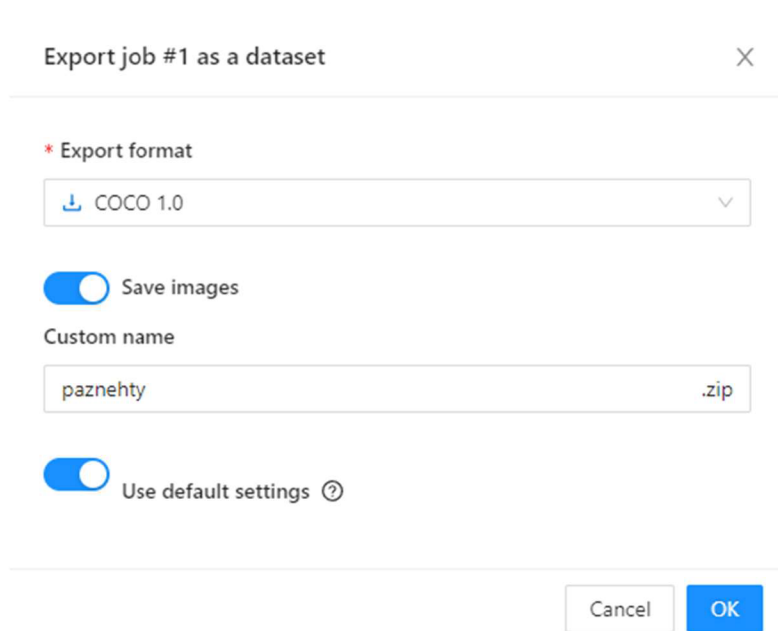 Export job #1 as a dataset
* Export format
COCO 1.0
Save images
Custom name
paznehty .zip
Use default settings
Cancel OK